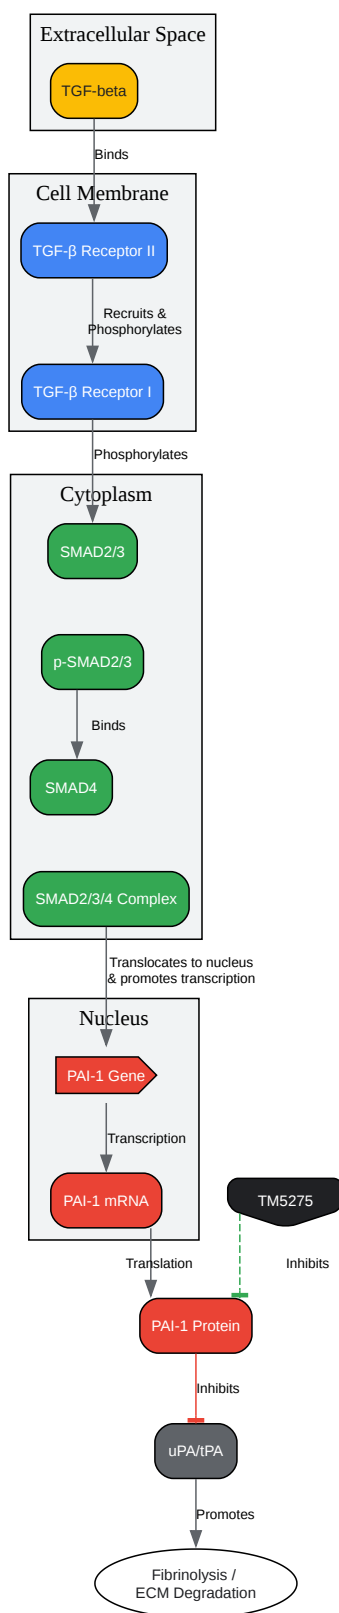 Extracellular Space
TGF-beta
Binds
Cell Membrane
TGF-β Receptor II
Recruits &
Phosphorylates
TGF-β Receptor I
Phosphorylates
Cytoplasm
SMAD2/3
p-SMAD2/3
Binds
SMAD4
SMAD2/3/4 Complex
Translocates to nucleus
& promotes transcription
Nucleus
PAI-1 Gene
Transcription
PAI-1 mRNA
TM5275
Translation
Inhibits
PAI-1 Protein
Inhibits
uPA/tPA
Promotes
Fibrinolysis /
ECM Degradation